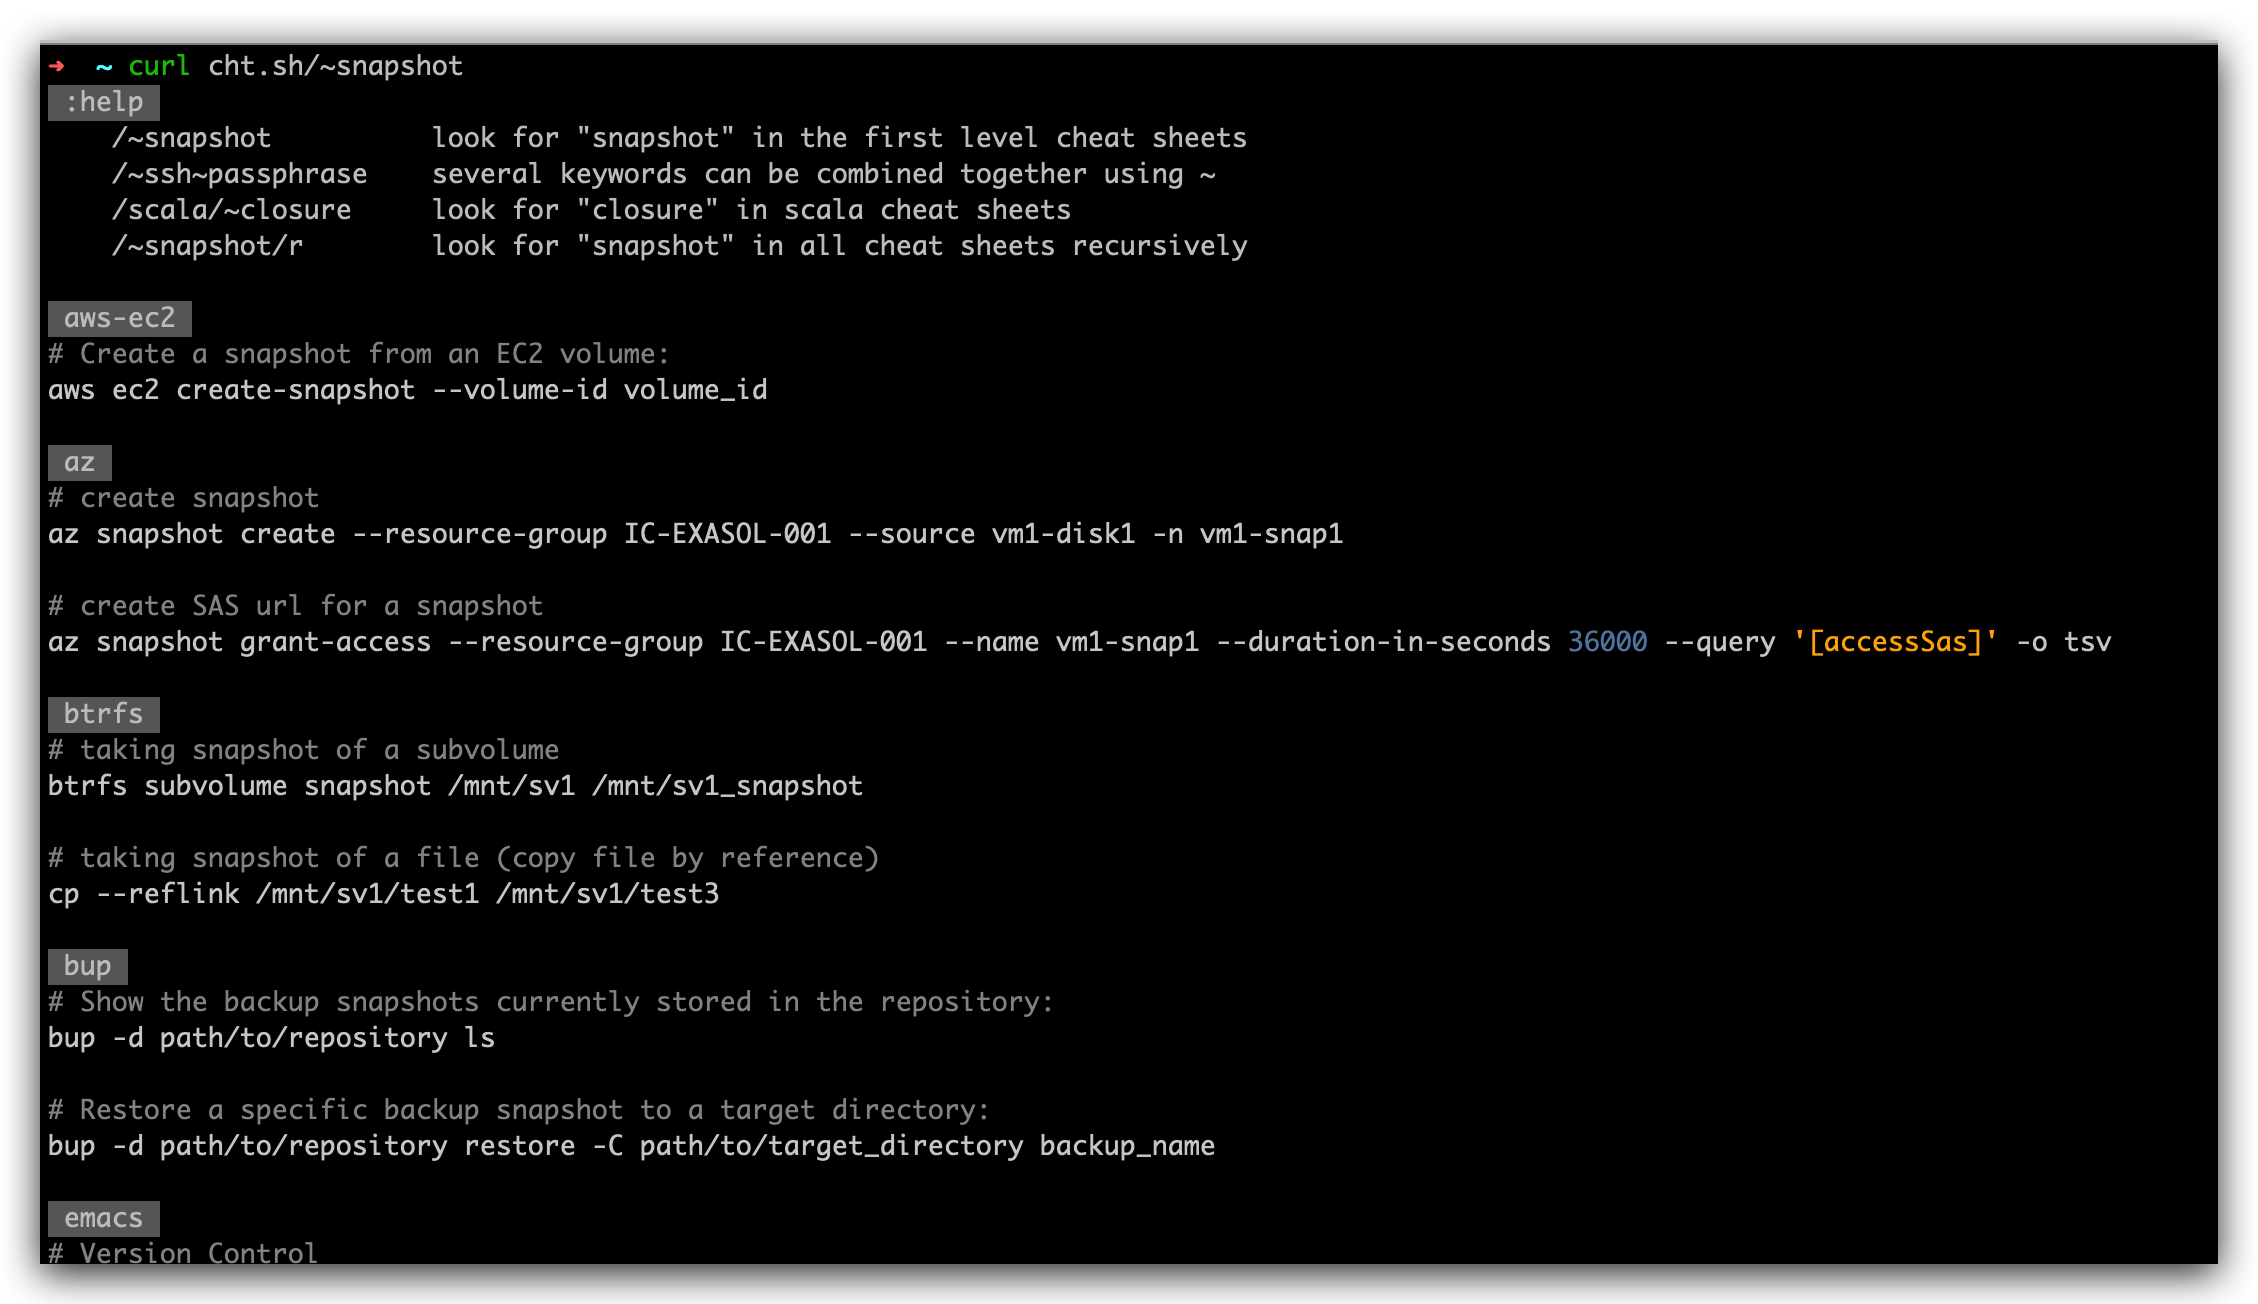 ➜  ~ curl cht.sh/~snapshot
:help
/~snapshot          look for "snapshot" in the first level cheat sheets
/~ssh~passphrase    several keywords can be combined together using ~
/scala/~closure     look for "closure" in scala cheat sheets
/~snapshot/r        look for "snapshot" in all cheat sheets recursively
aws-ec2
# Create a snapshot from an EC2 volume:
aws ec2 create-snapshot --volume-id volume_id
az
# create snapshot
az snapshot create --resource-group IC-EXASOL-001 --source vm1-disk1 -n vm1-snap1
# create SAS url for a snapshot
az snapshot grant-access --resource-group IC-EXASOL-001 --name vm1-snap1 --duration-in-seconds 36000 --query '[accessSas]' -o tsv
btrfs
# taking snapshot of a subvolume
btrfs subvolume snapshot /mnt/sv1 /mnt/sv1_snapshot
# taking snapshot of a file (copy file by reference)
cp --reflink /mnt/sv1/test1 /mnt/sv1/test3
bup
# Show the backup snapshots currently stored in the repository:
bup -d path/to/repository ls
# Restore a specific backup snapshot to a target directory:
bup -d path/to/repository restore -C path/to/target_directory backup_name
emacs
# Version Control